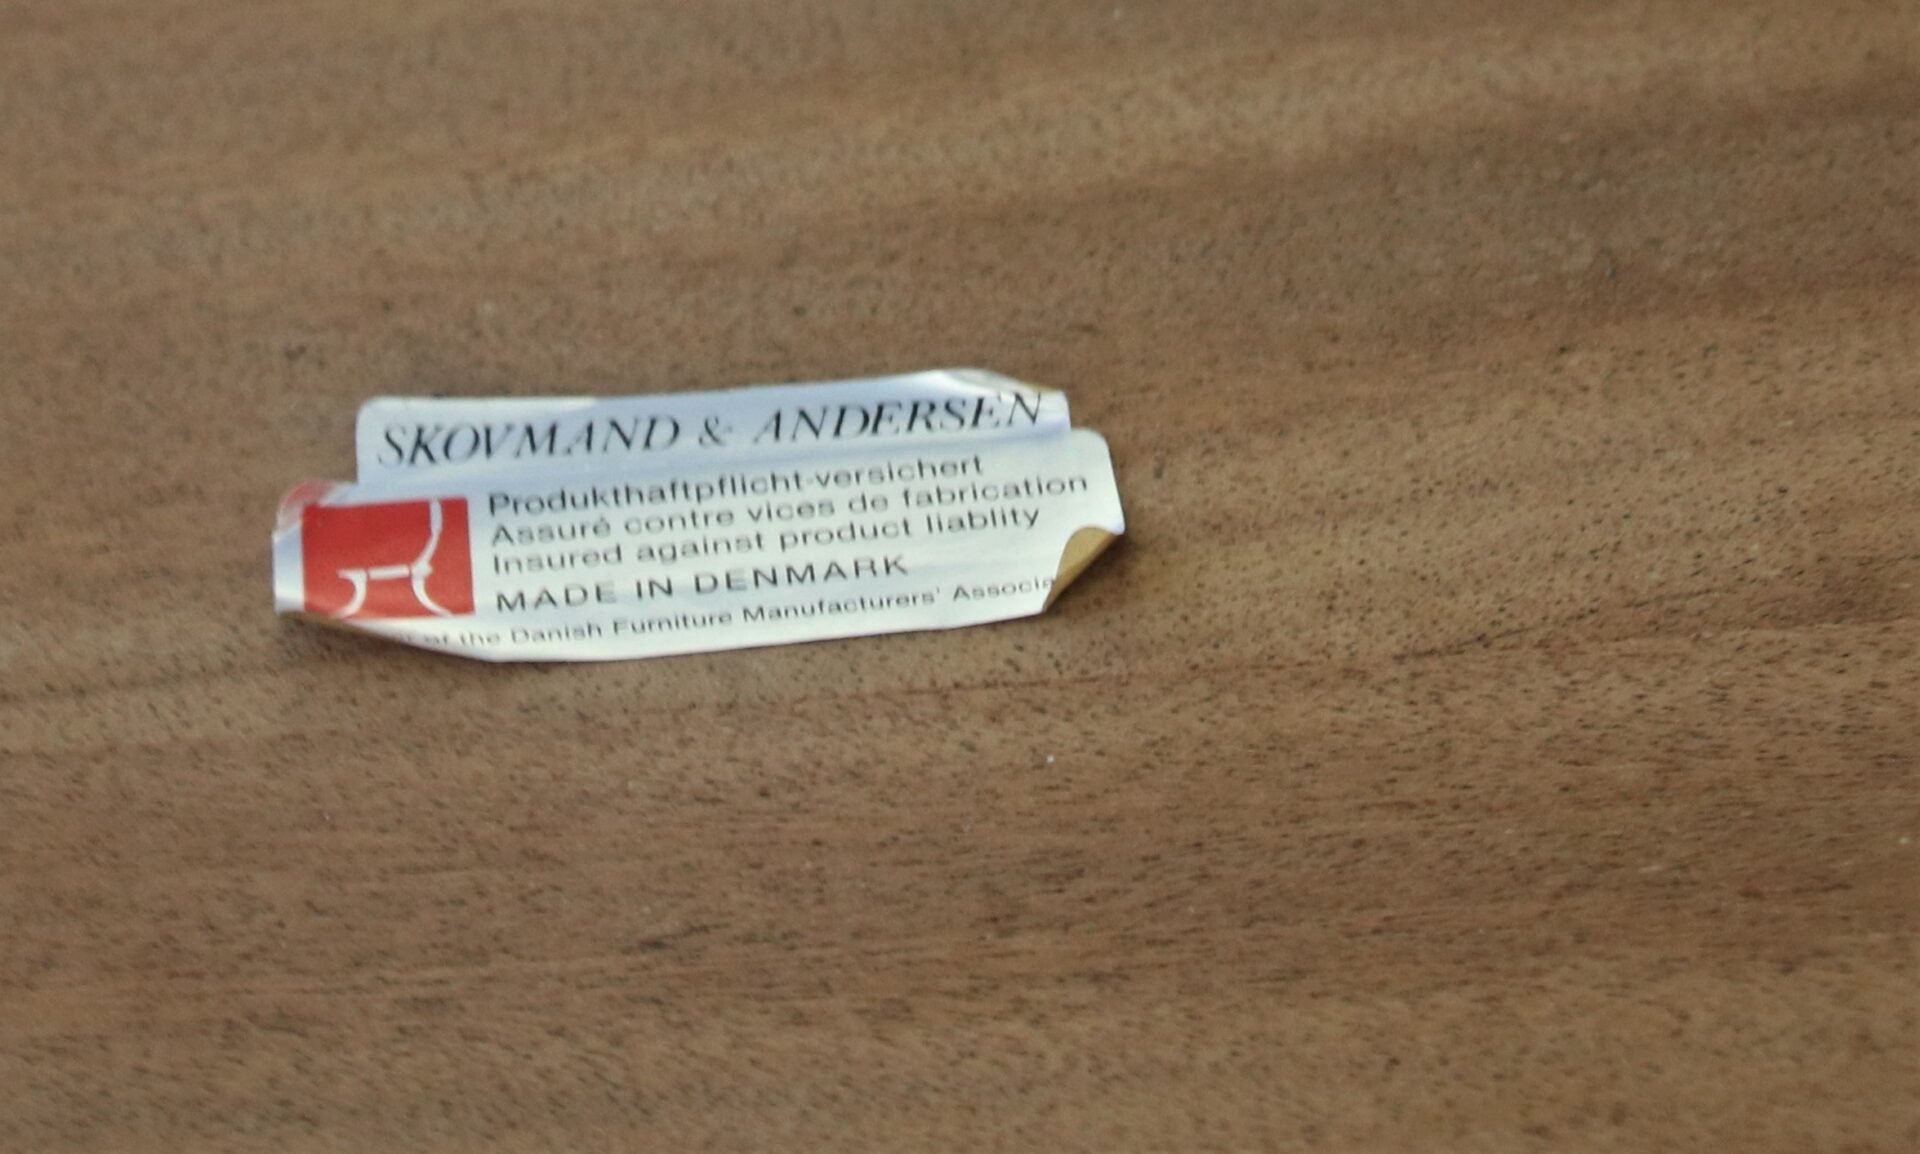 SKOVMAND & ANDERSEN
Produkthaftpflicht-versichert
Assuré contre vices de fabrication
Insured against product liablity
MADE IN DENMARK
of the Danish Furniture Manufacturers'